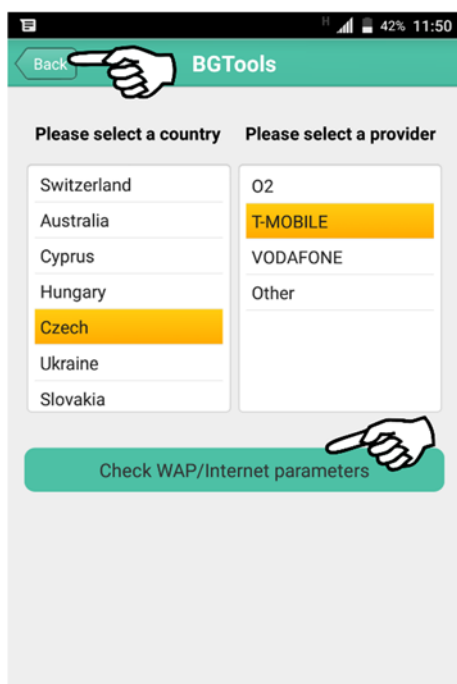 H 42% 11:50
Back BGTools
Please select a country Please select a provider
Switzerland O2
Australia T-MOBILE
Cyprus VODAFONE
Hungary Other
Czech
Ukraine
Slovakia
Check WAP/Internet parameters